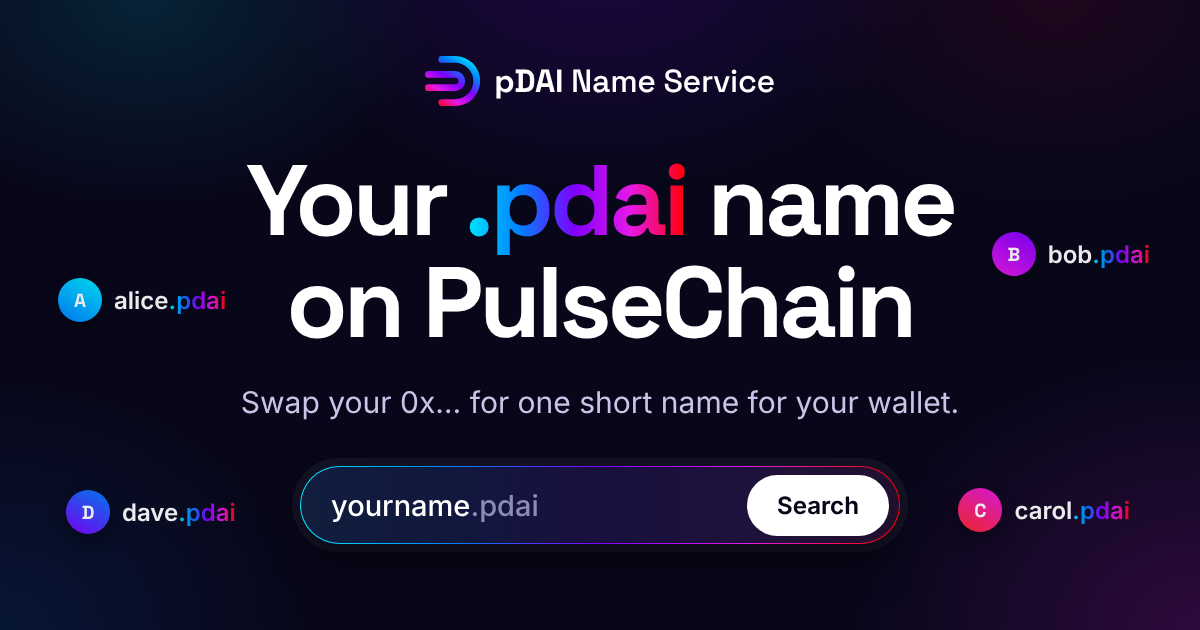 pDAI Name Service
Your .pdai name
on PulseChain
B bob.pdai
A alice.pdai
Swap your 0x... for one short name for your wallet.
yourname.pdai
Search
D dave.pdai
C carol.pdai